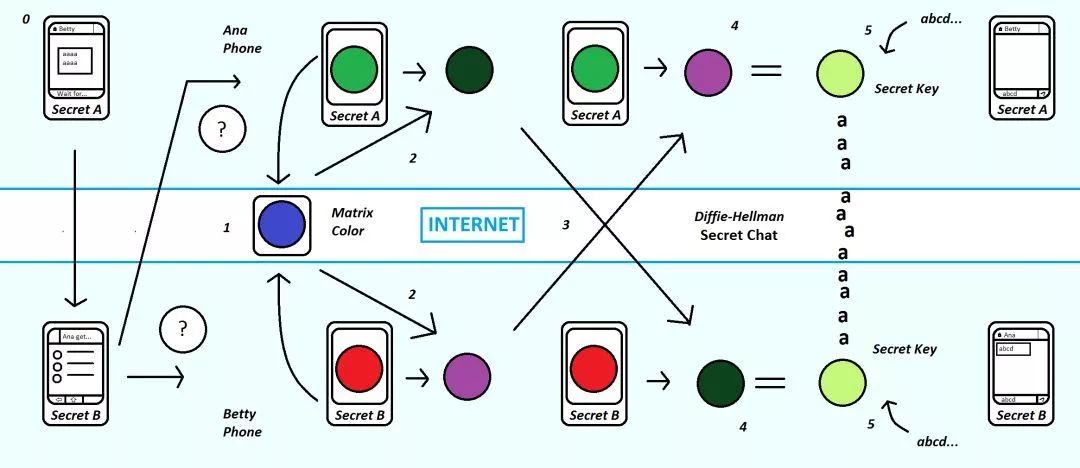 0
Betty
aaaa
aaaa
Wait for...
Secret A
Ana
Phone
?
Secret A
2
Secret A
4
5
abcd...
Secret Key
Betty
abcd
Secret A
a
a
a
1
Matrix
Color
INTERNET
3
Diffie-Hellman
Secret Chat
a
a
a
a
Ana get...
Secret B
?
Betty
Phone
2
Secret B
Secret B
4
a
a
a
a
Secret Key
5
abcd...
Ana
abcd
abcd
Secret B